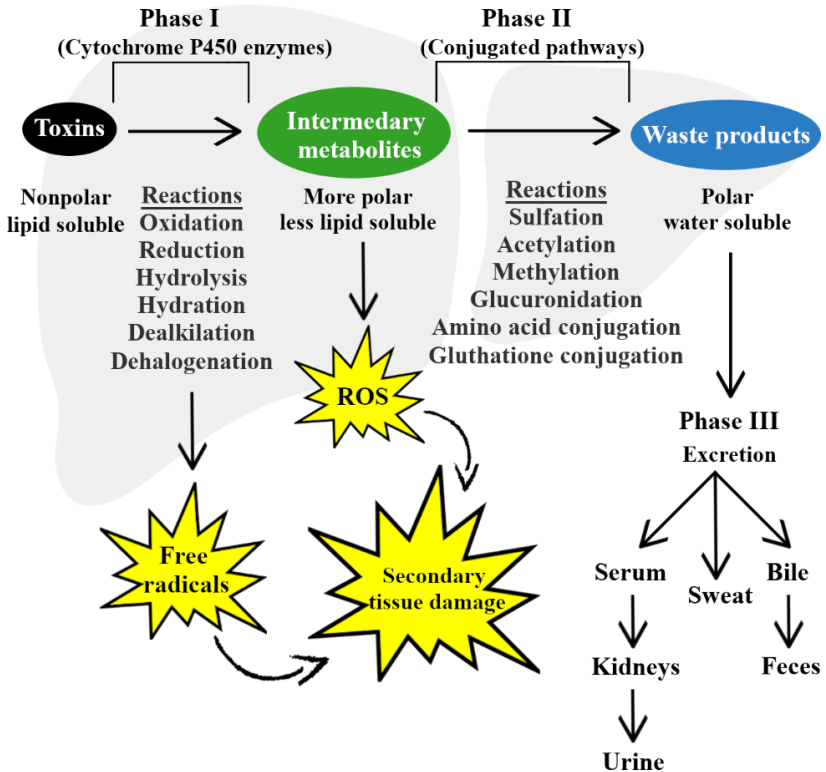 Phase I
(Cytochrome P450 enzymes)
Phase II
(Conjugated pathways)
Toxins
Intermedary
metabolites
Waste products
Nonpolar
lipid soluble
Reactions
Oxidation
Reduction
Hydrolysis
Hydration
Dealkilation
Dehalogenation
More polar
less lipid soluble
Reactions
Sulfation
Acetylation
Methylation
Glucuronidation
Amino acid conjugation
Gluthatione conjugation
Polar
water soluble
ROS
Free
radicals
Secondary
tissue damage
Phase III
Excretion
Serum
Sweat
Bile
Kidneys
Feces
Urine